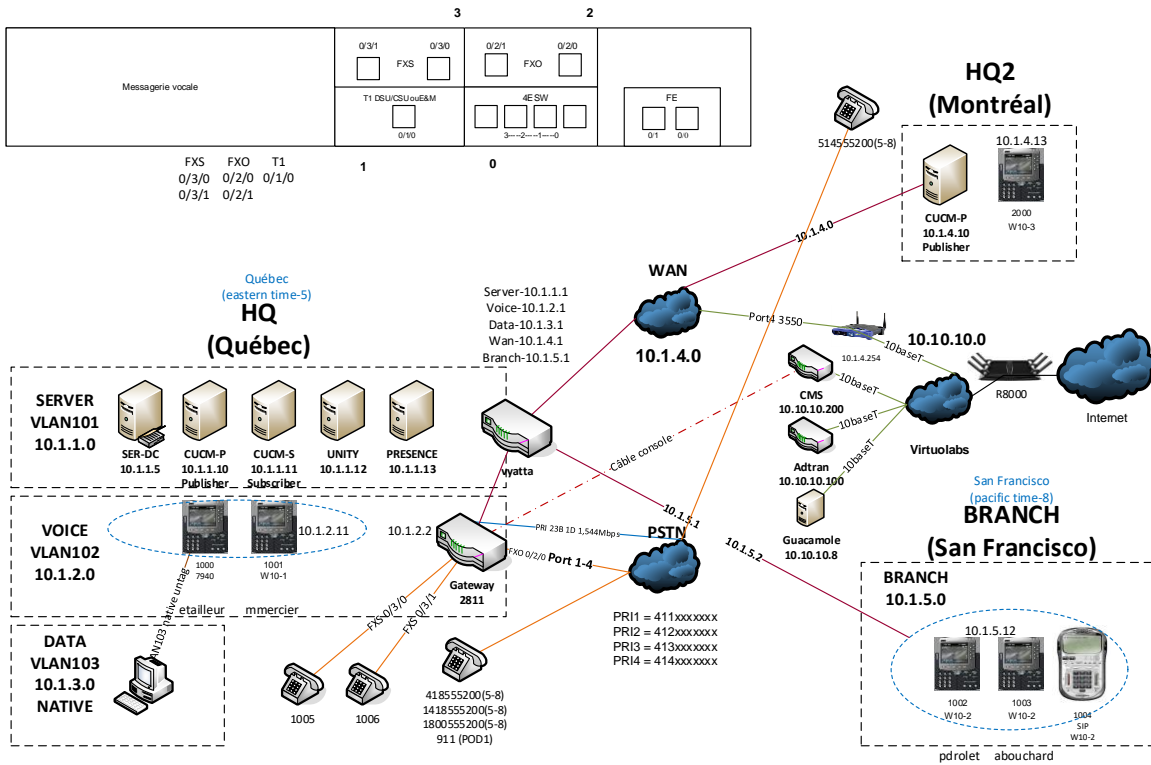 3 2
0/3/1 FXS 0/3/0
0/2/1 FXO 0/2/0
Messagerie vocale
T1 DSU/CSU ouE&M
0/1/0
4ESW
3----2----1----0
FE
0/1 0/0
1 0
FXS FXO T1
0/3/0 0/2/0 0/1/0
0/3/1 0/2/1
514555200(5-8)
HQ2
(Montréal)
10.1.4.13
CUCM-P
10.1.4.10
Publisher
2000
W10-3
10.1.4.0
Québec
(eastern time-5)
HQ
(Québec)
Server-10.1.1.1
Voice-10.1.2.1
Data-10.1.3.1
Wan-10.1.4.1
Branch-10.1.5.1
WAN
10.1.4.0
Port4 3550
10baseT
10.10.10.0
10.1.4.254
CMS
10.10.10.200
10baseT
10baseT
Adtran
10.10.10.100
10baseT
Guacamole
10.10.10.8
Virtuolabs
R8000
Internet
SERVER
VLAN101
10.1.1.0
SER-DC
10.1.1.5
CUCM-P
10.1.1.10
Publisher
CUCM-S
10.1.1.11
Subscriber
UNITY
10.1.1.12
PRESENCE
10.1.1.13
vyatta
Câble console
10.1.5.1
10.1.5.2
VOICE
VLAN102
10.1.2.0
1000
7940
1001
W10-1
10.1.2.11
10.1.2.2
Gateway
2811
etailleur mmercier
PRI 23B 1D 1,544Mbps
FXO 0/2/0 Port 1-4
PSTN
AN103 native untag
FXS 0/3/0
FXS 0/3/1
DATA
VLAN103
10.1.3.0
NATIVE
1005
1006
418555200(5-8)
1418555200(5-8)
1800555200(5-8)
911 (POD1)
PRI1 = 411xxxxxxx
PRI2 = 412xxxxxxx
PRI3 = 413xxxxxxx
PRI4 = 414xxxxxxx
San Francisco
(pacific time-8)
BRANCH
(San Francisco)
BRANCH
10.1.5.0
10.1.5.12
1002
W10-2
1003
W10-2
1004
SIP
W10-2
pdrolet abouchard